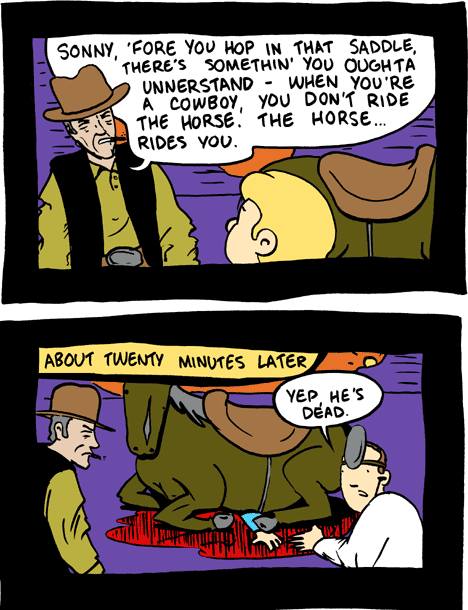 SONNY, 'FORE YOU HOP IN THAT SADDLE,
THERE'S SOMETHIN' YOU OUGHTA
UNNERSTAND - WHEN YOU'RE
A COWBOY, YOU DON'T RIDE
THE HORSE. THE HORSE...
RIDES YOU.
ABOUT TWENTY MINUTES LATER
YEP, HE'S
DEAD.